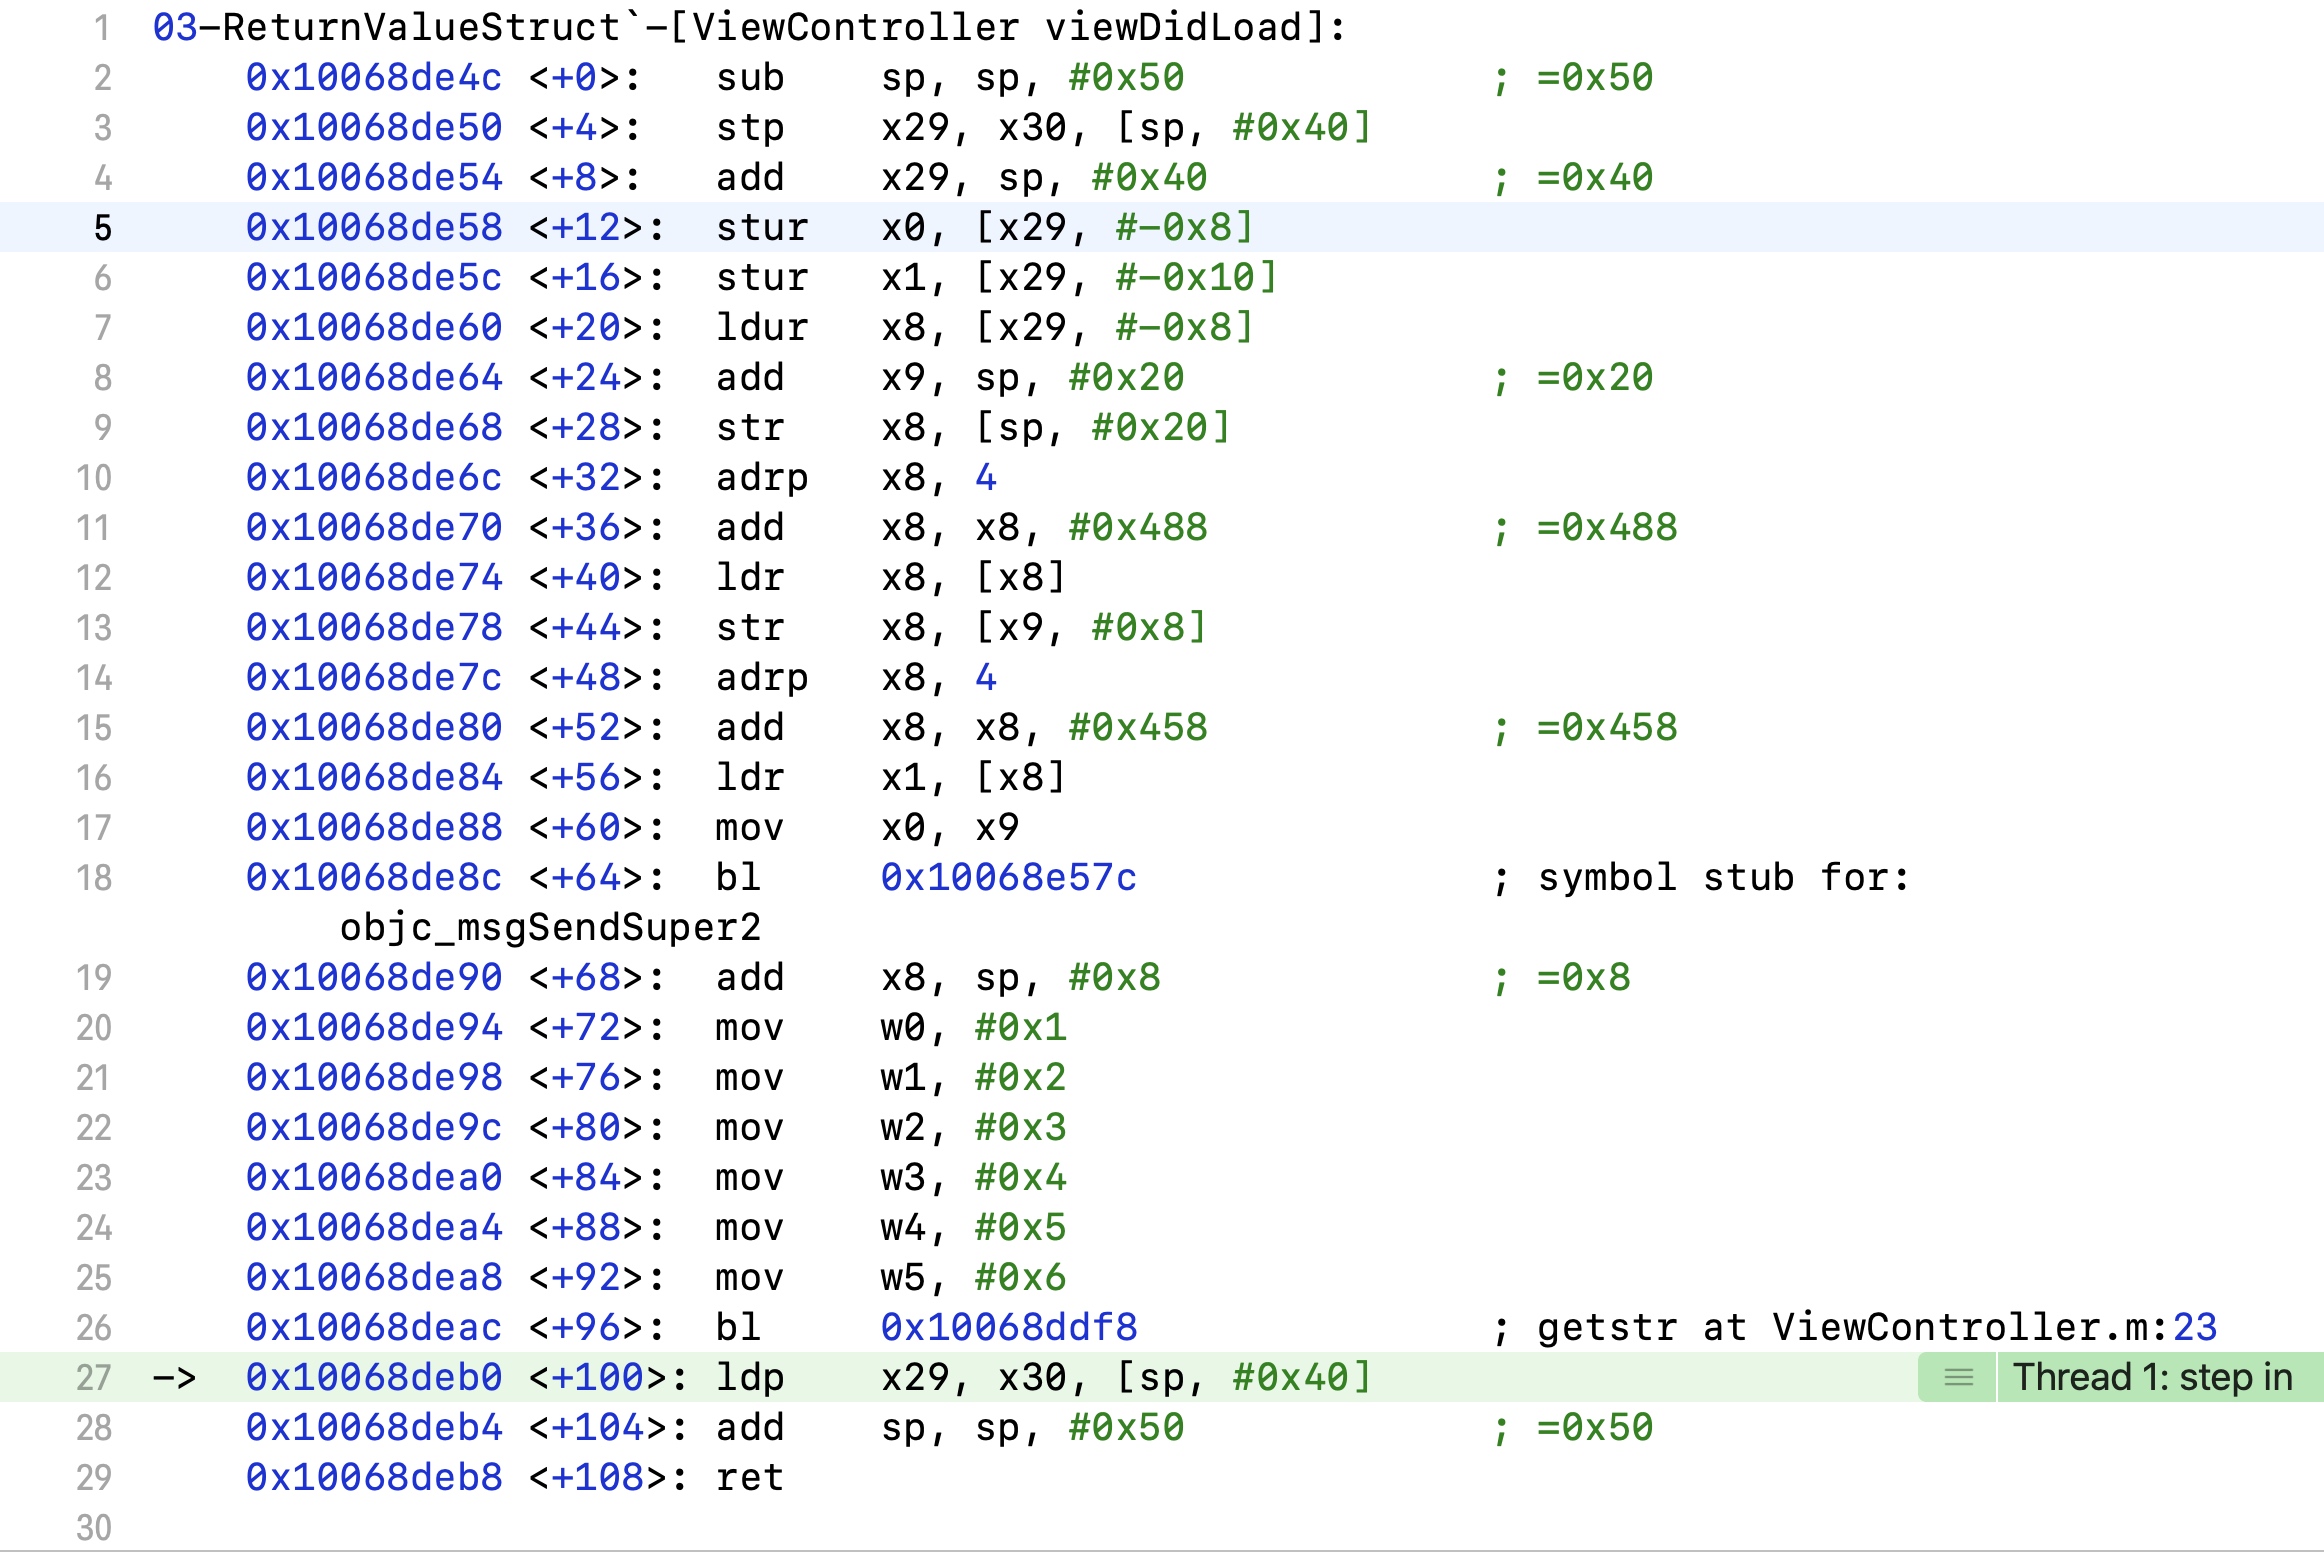 1 03-ReturnValueStruct`-[ViewController viewDidLoad]:
2 0x10068de4c <+0>: sub sp, sp, #0x50 ; =0x50
3 0x10068de50 <+4>: stp x29, x30, [sp, #0x40]
4 0x10068de54 <+8>: add x29, sp, #0x40 ; =0x40
5 0x10068de58 <+12>: stur x0, [x29, #-0x8]
6 0x10068de5c <+16>: stur x1, [x29, #-0x10]
7 0x10068de60 <+20>: ldur x8, [x29, #-0x8]
8 0x10068de64 <+24>: add x9, sp, #0x20 ; =0x20
9 0x10068de68 <+28>: str x8, [sp, #0x20]
10 0x10068de6c <+32>: adrp x8, 4
11 0x10068de70 <+36>: add x8, x8, #0x488 ; =0x488
12 0x10068de74 <+40>: ldr x8, [x8]
13 0x10068de78 <+44>: str x8, [x9, #0x8]
14 0x10068de7c <+48>: adrp x8, 4
15 0x10068de80 <+52>: add x8, x8, #0x458 ; =0x458
16 0x10068de84 <+56>: ldr x1, [x8]
17 0x10068de88 <+60>: mov x0, x9
18 0x10068de8c <+64>: bl 0x10068e57c ; symbol stub for:
objc_msgSendSuper2
19 0x10068de90 <+68>: add x8, sp, #0x8 ; =0x8
20 0x10068de94 <+72>: mov w0, #0x1
21 0x10068de98 <+76>: mov w1, #0x2
22 0x10068de9c <+80>: mov w2, #0x3
23 0x10068dea0 <+84>: mov w3, #0x4
24 0x10068dea4 <+88>: mov w4, #0x5
25 0x10068dea8 <+92>: mov w5, #0x6
26 0x10068deac <+96>: bl 0x10068ddf8 ; getstr at ViewController.m:23
27 -> 0x10068deb0 <+100>: ldp x29, x30, [sp, #0x40] Thread 1: step in
28 0x10068deb4 <+104>: add sp, sp, #0x50 ; =0x50
29 0x10068deb8 <+108>: ret
30